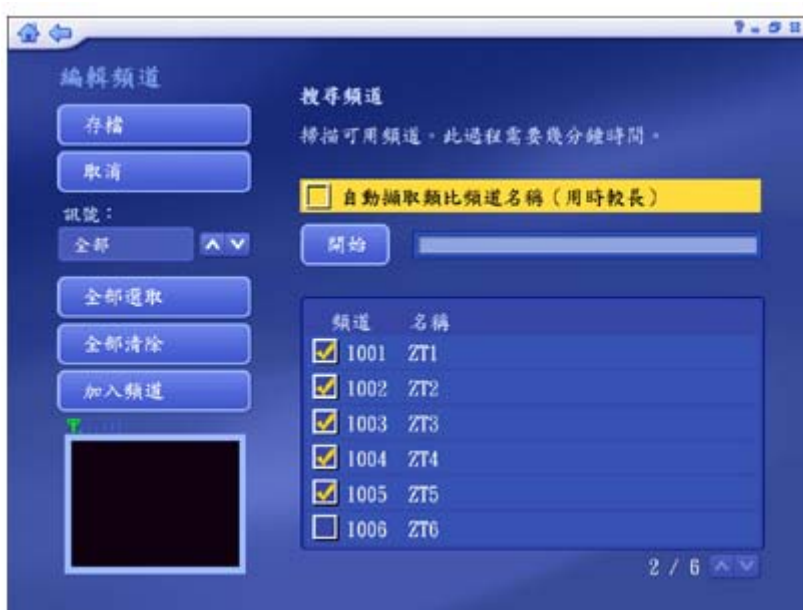 編輯頻道
存檔
取消
訊號：
全部
全部選取
全部清除
加入頻道
搜尋頻道
掃描可用頻道。此過程需要幾分鐘時間。
自動擷取類比頻道名稱（用時較長）
開始
頻道 名稱
1001 ZT1
1002 ZT2
1003 ZT3
1004 ZT4
1005 ZT5
1006 ZT6
2 / 6